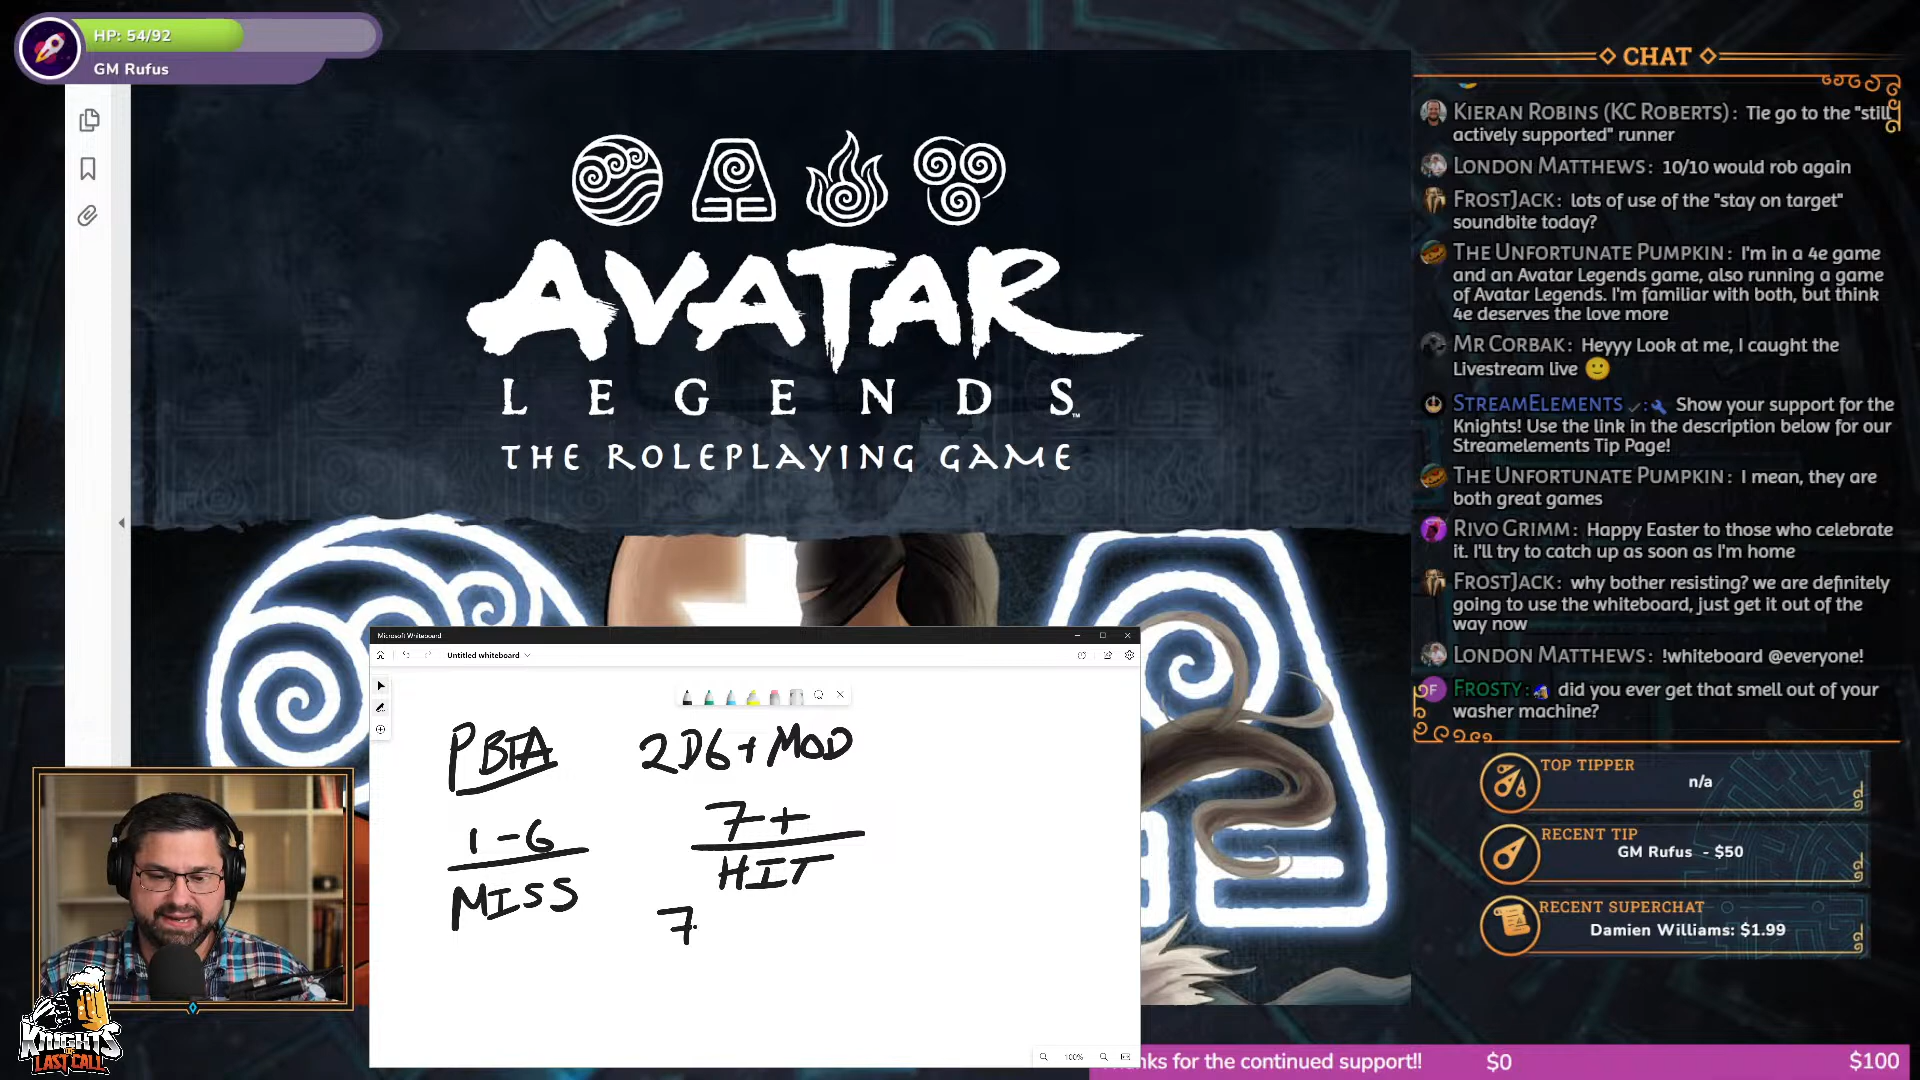 HP: 54/92
GM Rufus
AVATAR
LEGENDS™
THE ROLEPLAYING GAME
Microsoft Whiteboard
Untitled whiteboard
PBTA
2D6 + MOD
1-6
MISS
7+
HIT
7
100%
KNIGHTS
OF
LAST CALL
CHAT
KIERAN ROBINS (KC ROBERTS): Tie go to the "still
actively supported" runner
LONDON MATTHEWS: 10/10 would rob again
FROSTJACK: lots of use of the "stay on target"
soundbite today?
THE UNFORTUNATE PUMPKIN: I'm in a 4e game
and an Avatar Legends game, also running a game
of Avatar Legends. I'm familiar with both, but think
4e deserves the love more
MR CORBAK: Heyyy Look at me, I caught the
Livestream live 🙂
STREAMELEMENTS: Show your support for the
Knights! Use the link in the description below for our
Streamelements Tip Page!
THE UNFORTUNATE PUMPKIN: I mean, they are
both great games
RIVO GRIMM: Happy Easter to those who celebrate
it. I'll try to catch up as soon as I'm home
FROSTJACK: why bother resisting? we are definitely
going to use the whiteboard, just get it out of the
way now
LONDON MATTHEWS: !whiteboard @everyone!
F FROSTY: did you ever get that smell out of your
washer machine?
TOP TIPPER
n/a
RECENT TIP
GM Rufus - $50
RECENT SUPERCHAT
Damien Williams: $1.99
for the continued support!! $0 $100